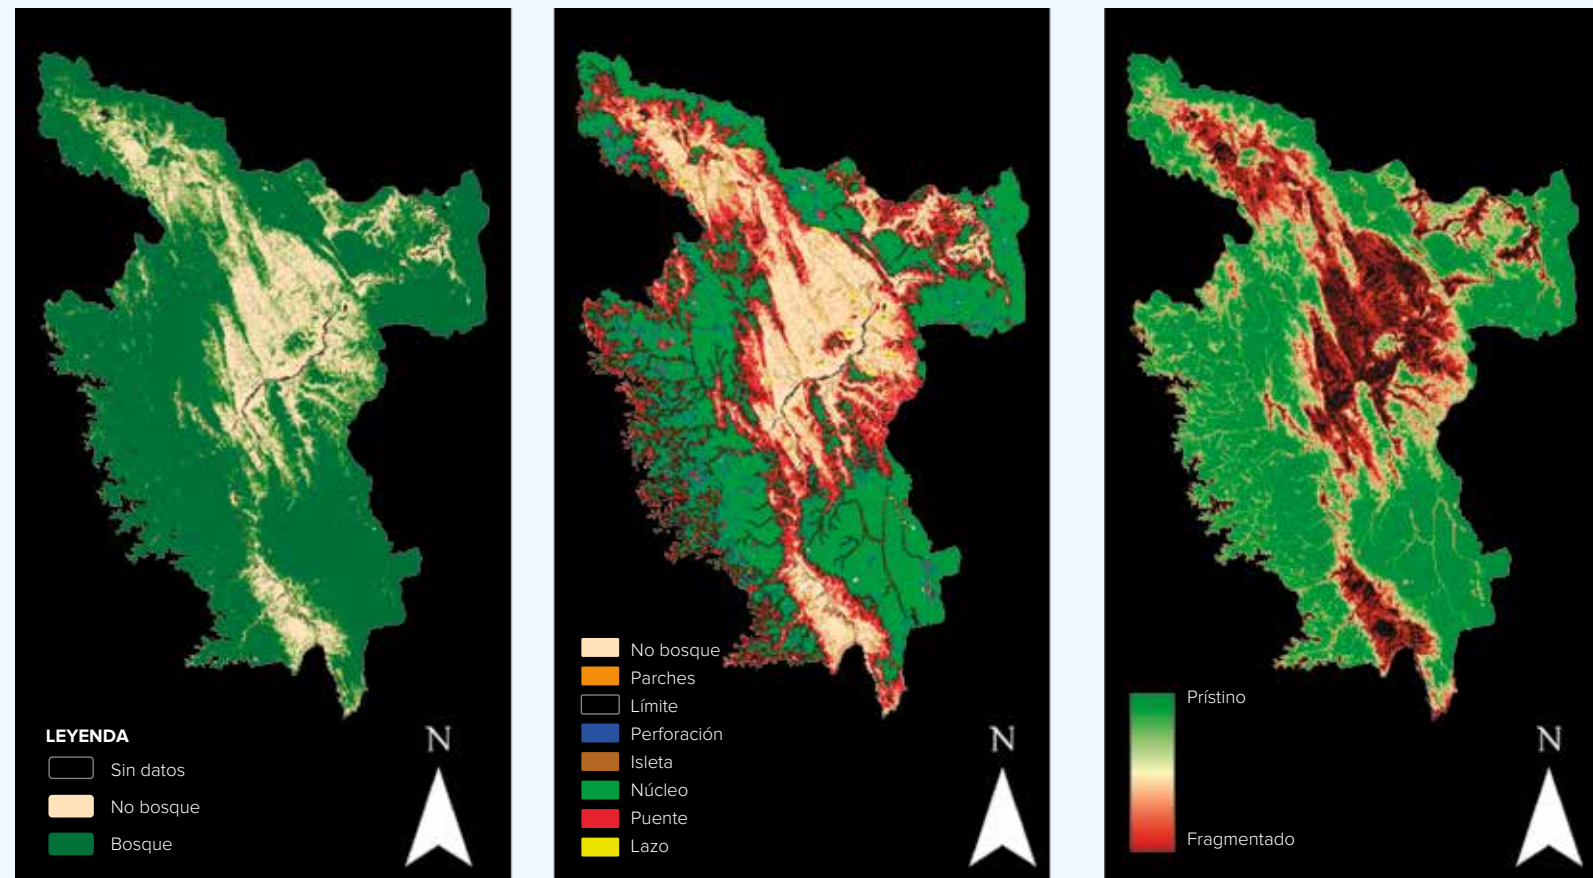 LEYENDA
Sin datos
No bosque
Bosque
N
No bosque
Parches
Límite
Perforación
Isleta
Núcleo
Puente
Lazo
N
Prístino
Fragmentado
N